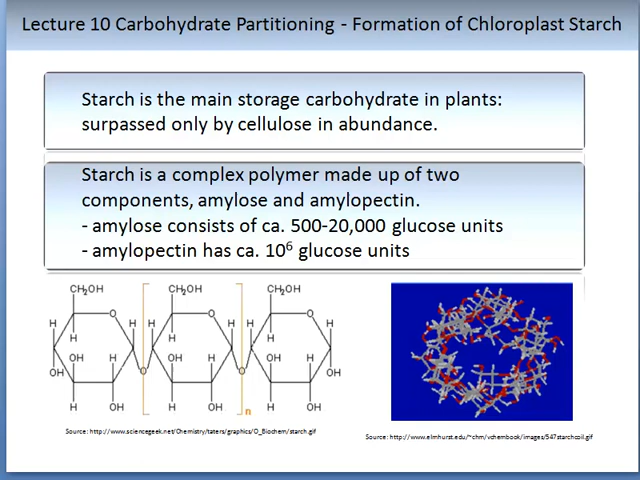 Lecture 10 Carbohydrate Partitioning - Formation of Chloroplast Starch
Starch is the main storage carbohydrate in plants:
surpassed only by cellulose in abundance.
Starch is a complex polymer made up of two
components, amylose and amylopectin.
- amylose consists of ca. 500-20,000 glucose units
- amylopectin has ca. 10⁶ glucose units
CH₂OH CH₂OH CH₂OH
O O O
H H H H H H
H H H
OH H OH H OH H
OH O O OH
H OH H OH H OH
n
Source: http://www.sciencegeek.net/Chemistry/taters/graphics/O_Biochem/starch.gif
Source: http://www.elmhurst.edu/~chm/vchembook/images/547starchcoil.gif